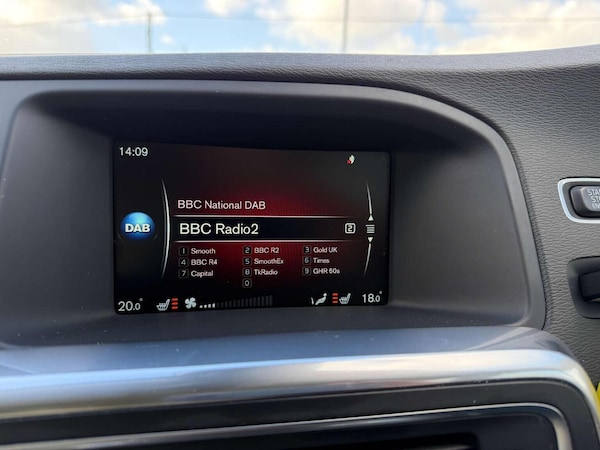 14:09
BBC National DAB
DAB
BBC Radio2 2
1 Smooth 2 BBC R2 3 Gold UK
4 BBC R4 5 SmoothEx 6 Times
7 Capital 8 TkRadio 9 GHR 60s
0
20.0° 18.0°